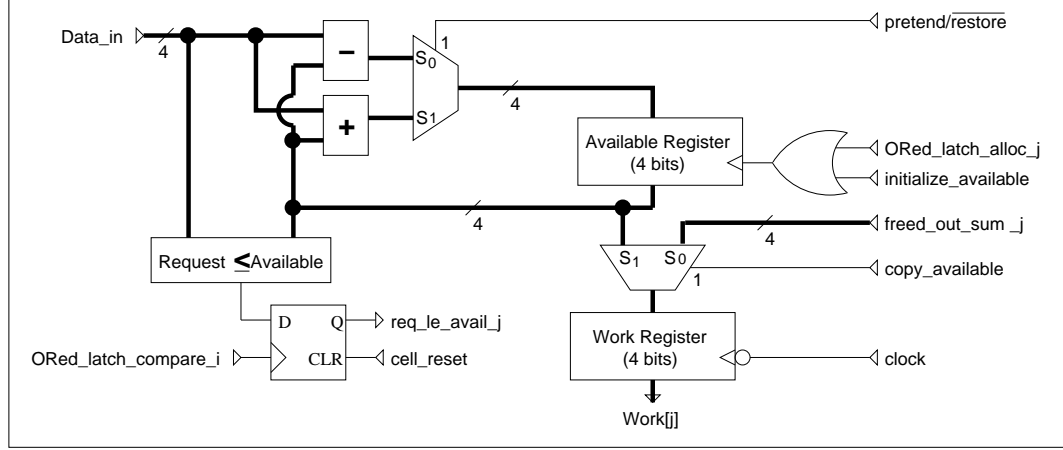 pretend/restore
Data_in
4
−
S0
1
4
+
S1
Available Register
(4 bits)
ORed_latch_alloc_j
initialize_available
4
4
freed_out_sum _j
Request ≤Available
S1
S0
1
copy_available
D
Q
req_le_avail_j
ORed_latch_compare_i
CLR
cell_reset
Work Register
(4 bits)
clock
Work[j]